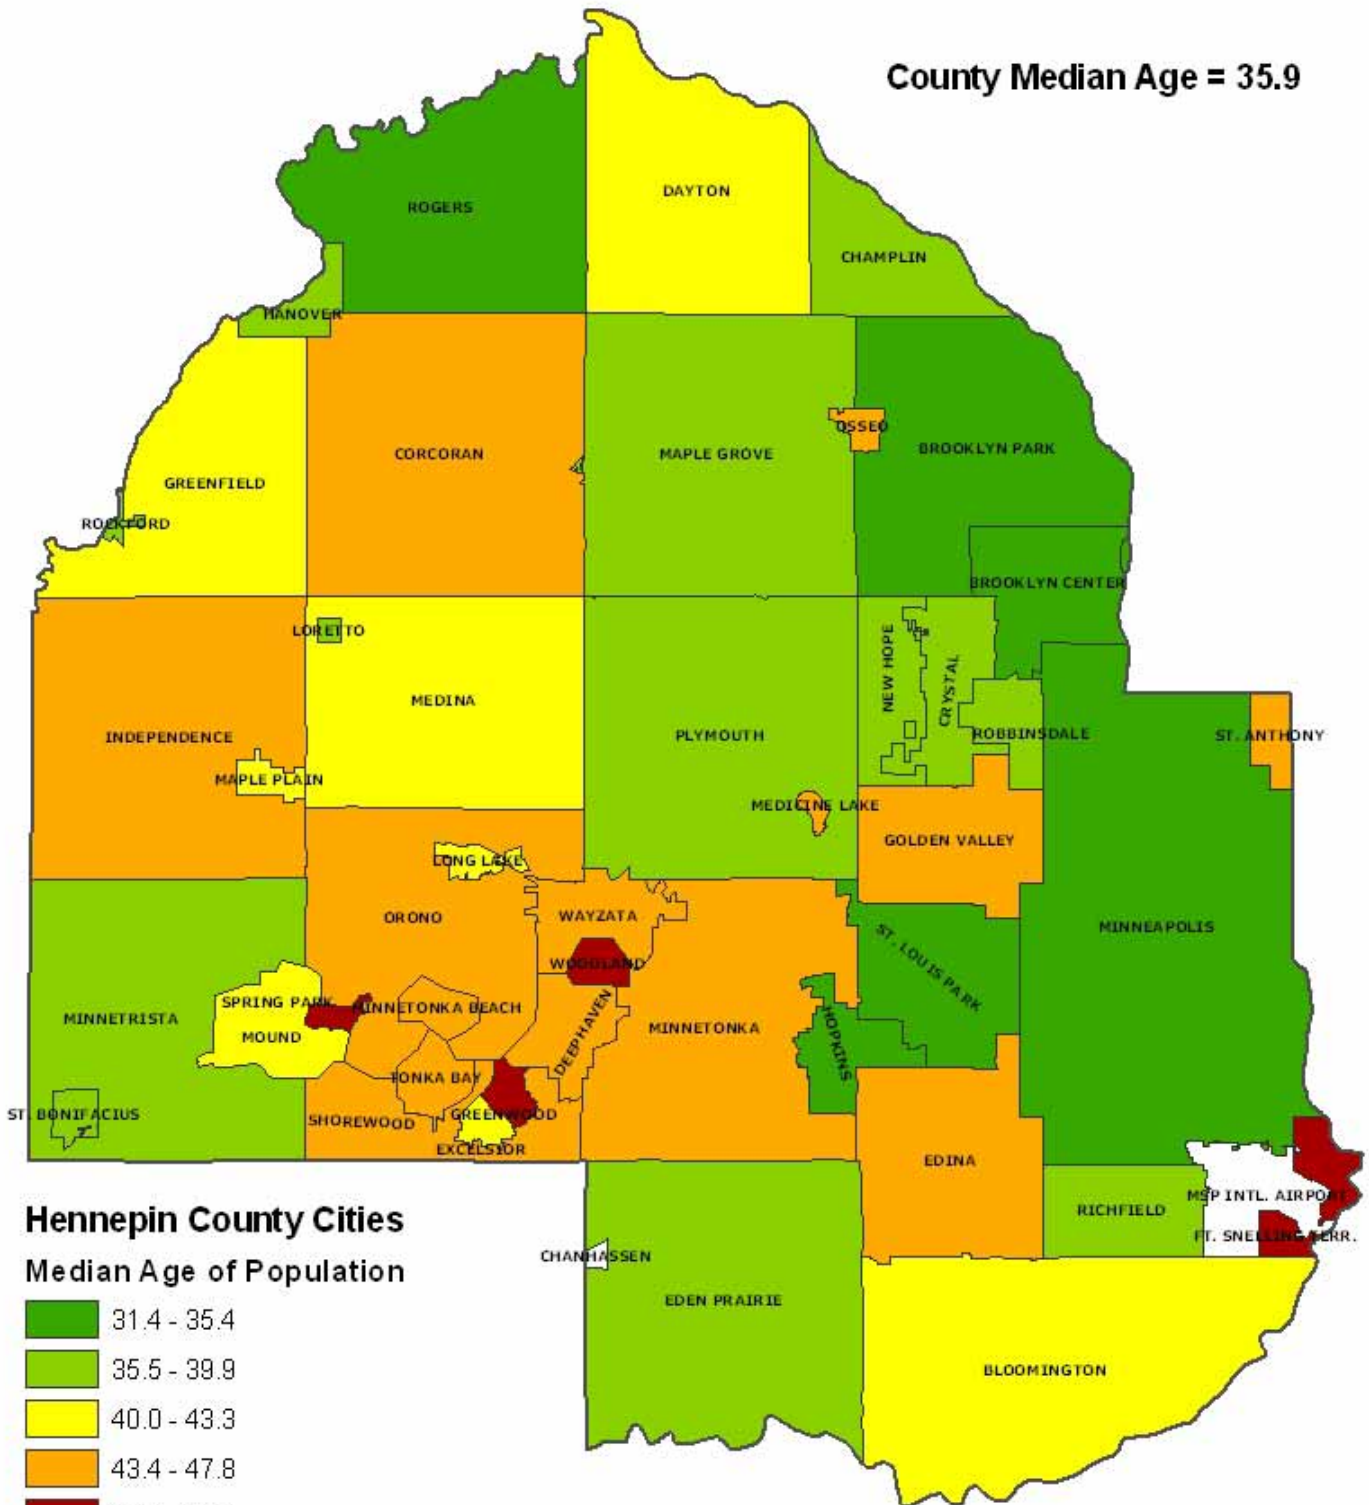 County Median Age = 35.9
DAYTON
ROGERS
CHAMPLIN
HANOVER
OSSEO
CORCORAN
MAPLE GROVE
BROOKLYN PARK
GREENFIELD
ROCKFORD
BROOKLYN CENTER
LORETTO
NEW HOPE
CRYSTAL
MEDINA
INDEPENDENCE
PLYMOUTH
ROBBINSDALE
ST. ANTHONY
MAPLE PLAIN
MEDICINE LAKE
GOLDEN VALLEY
LONG LAKE
ORONO
WAYZATA
MINNEAPOLIS
ST. LOUIS PARK
WOODLAND
SPRING PARK
MINNETONKA BEACH
MINNETRISTA
DEEPHAVEN
MINNETONKA
HOPKINS
MOUND
TONKA BAY
ST. BONIFACIUS
SHOREWOOD
GREENWOOD
EXCELSIOR
EDINA
MSP INTL. AIRPORT
RICHFIELD
FT. SNELLING TERR.
CHANHASSEN
EDEN PRAIRIE
BLOOMINGTON
Hennepin County Cities
Median Age of Population
31.4 - 35.4
35.5 - 39.9
40.0 - 43.3
43.4 - 47.8